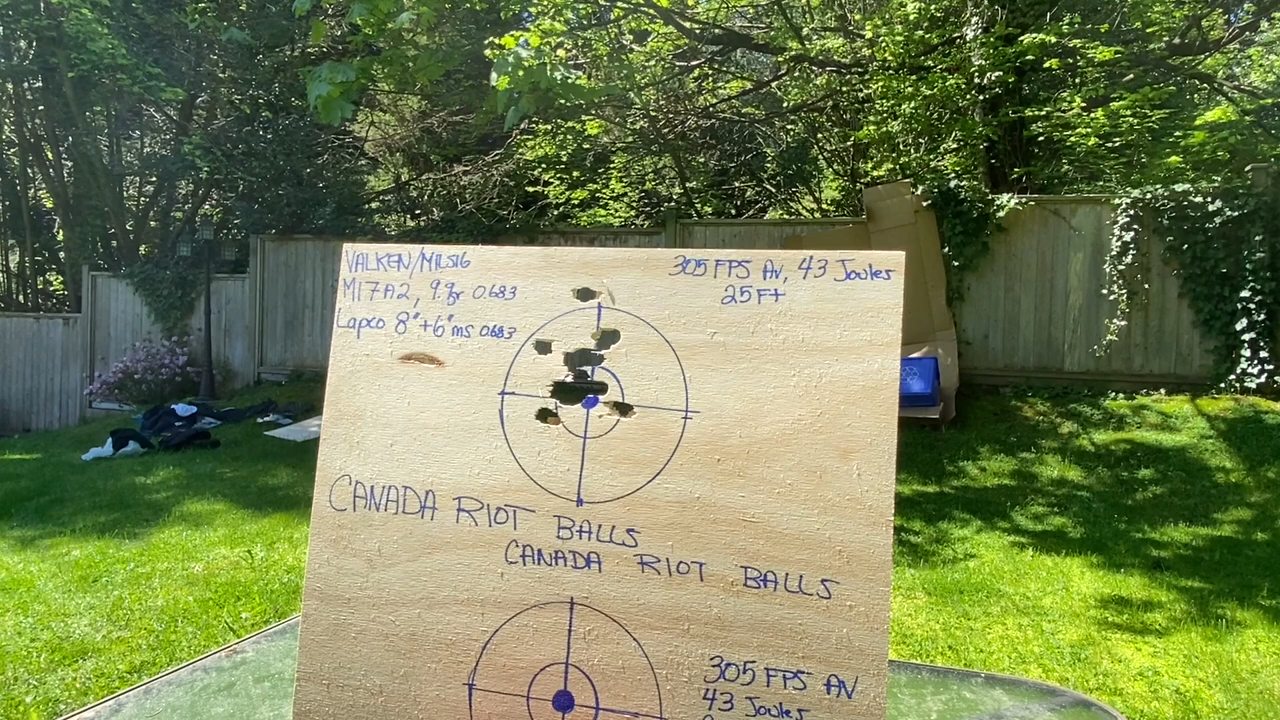 VALKEN/MILSIG
M17A2, 9.9gr 0.683
Lapco 8"+6" ms 0.683
305 FPS Av, 43 Joules
25Ft
CANADA RIOT BALLS
CANADA RIOT BALLS
305 FPS AV
43 Joules